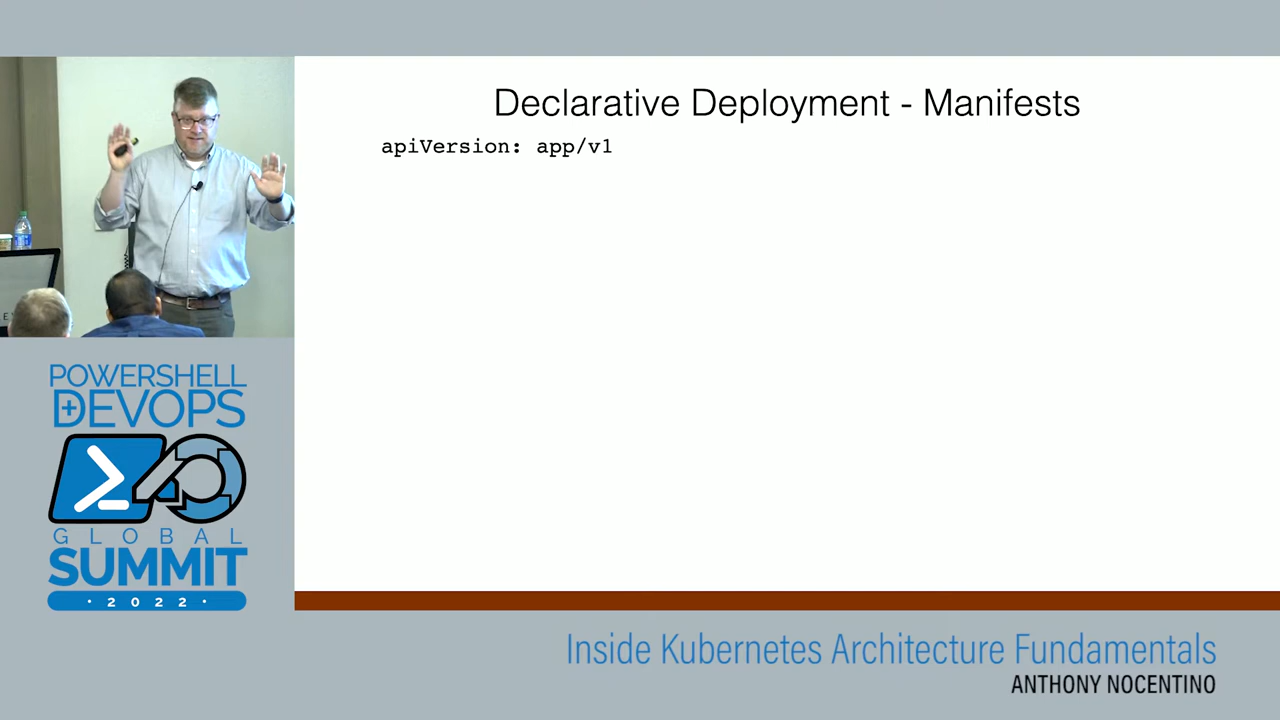 Declarative Deployment - Manifests
apiVersion: app/v1
POWERSHELL
+DEVOPS
GLOBAL
SUMMIT
· 2022 ·
Inside Kubernetes Architecture Fundamentals
ANTHONY NOCENTINO